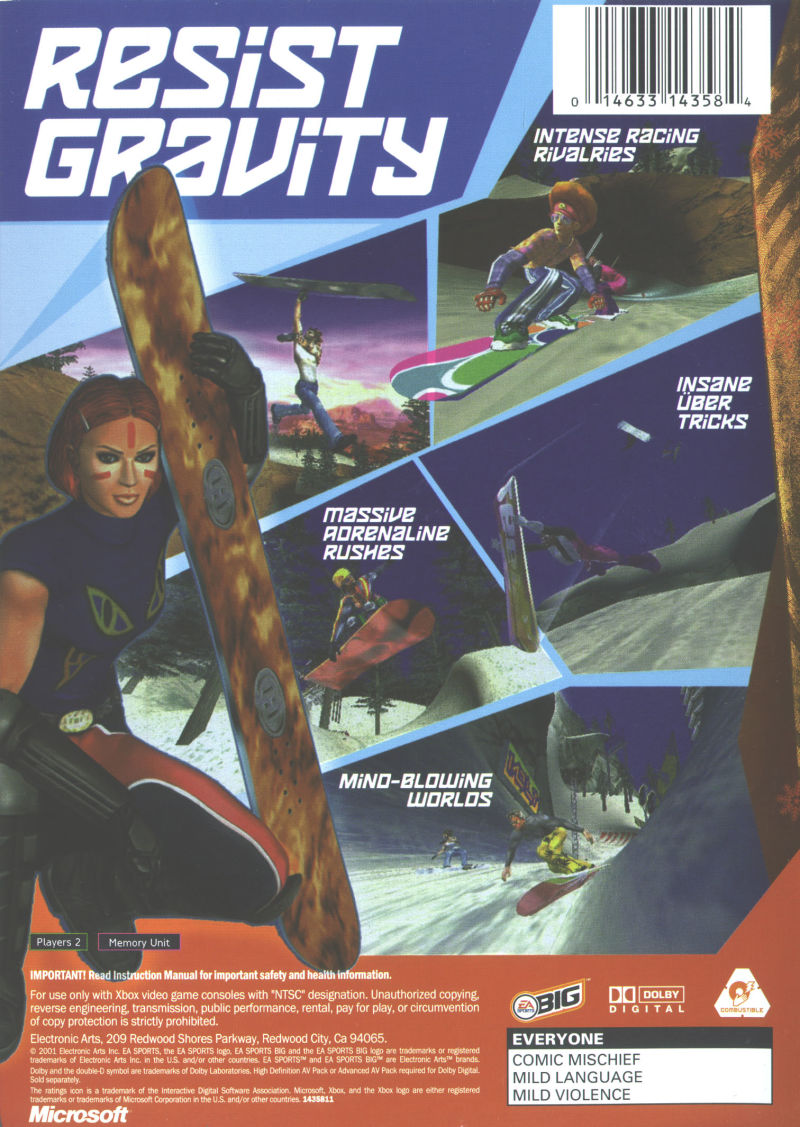 RESIST
GRAVITY
0 14633 14358 4
INTENSE RACING
RIVALRIES
INSANE
ÜBER
TRICKS
MASSIVE
ADRENALINE
RUSHES
MIND-BLOWING
WORLDS
Players 2
Memory Unit
IMPORTANT! Read Instruction Manual for important safety and health information.
For use only with Xbox video game consoles with "NTSC" designation. Unauthorized copying,
reverse engineering, transmission, public performance, rental, pay for play, or circumvention
of copy protection is strictly prohibited.
Electronic Arts, 209 Redwood Shores Parkway, Redwood City, Ca 94065.
© 2001 Electronic Arts Inc. EA SPORTS, the EA SPORTS logo, EA SPORTS BIG and the EA SPORTS BIG logo are trademarks or registered
trademarks of Electronic Arts Inc. in the U.S. and/or other countries. EA SPORTS™ and EA SPORTS BIG™ are Electronic Arts™ brands.
Dolby and the double-D symbol are trademarks of Dolby Laboratories. High Definition AV Pack or Advanced AV Pack required for Dolby Digital.
Sold separately.
The ratings icon is a trademark of the Interactive Digital Software Association. Microsoft, Xbox, and the Xbox logo are either registered
trademarks or trademarks of Microsoft Corporation in the U.S. and/or other countries. 1435811
Microsoft
EA
SPORTS
BIG
DOLBY
DIGITAL
COMBUSTIBLE
EVERYONE
COMIC MISCHIEF
MILD LANGUAGE
MILD VIOLENCE